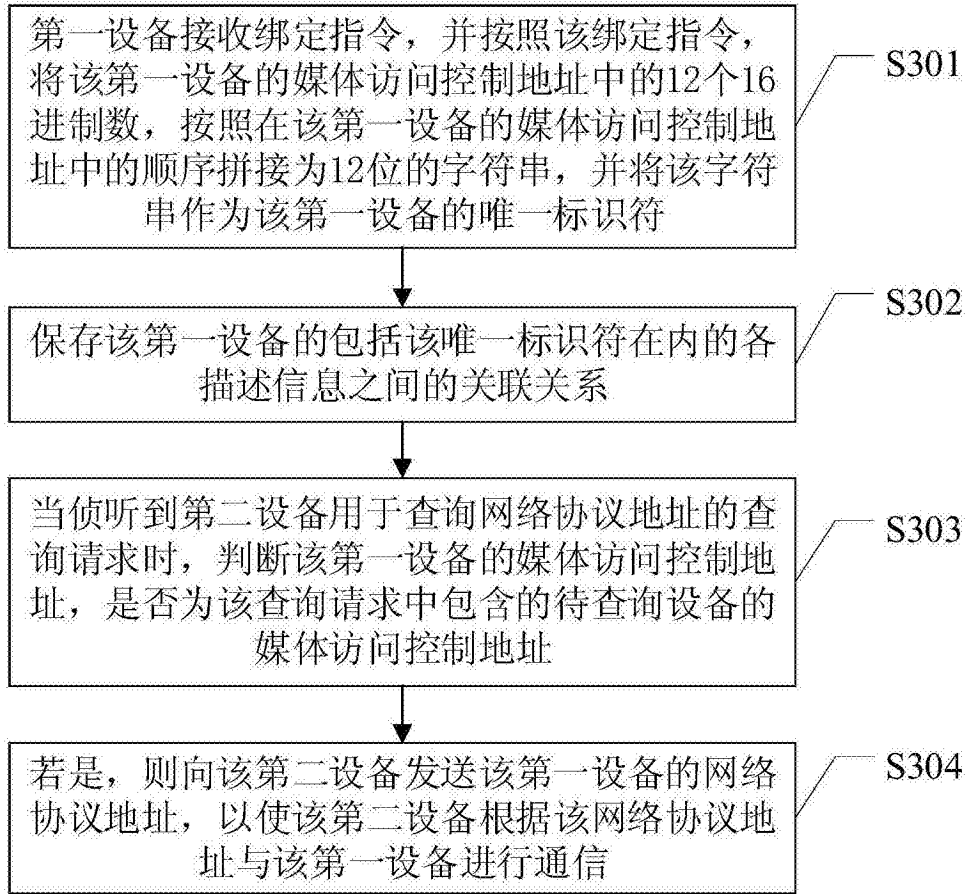 第一设备接收绑定指令，并按照该绑定指令，
将该第一设备的媒体访问控制地址中的12个16
进制数，按照在该第一设备的媒体访问控制地
址中的顺序拼接为12位的字符串，并将该字符
串作为该第一设备的唯一标识符
S301
保存该第一设备的包括该唯一标识符在内的各
描述信息之间的关联关系
S302
当侦听到第二设备用于查询网络协议地址的查
询请求时，判断该第一设备的媒体访问控制地
址，是否为该查询请求中包含的待查询设备的
媒体访问控制地址
S303
若是，则向该第二设备发送该第一设备的网络
协议地址，以使该第二设备根据该网络协议地
址与该第一设备进行通信
S304